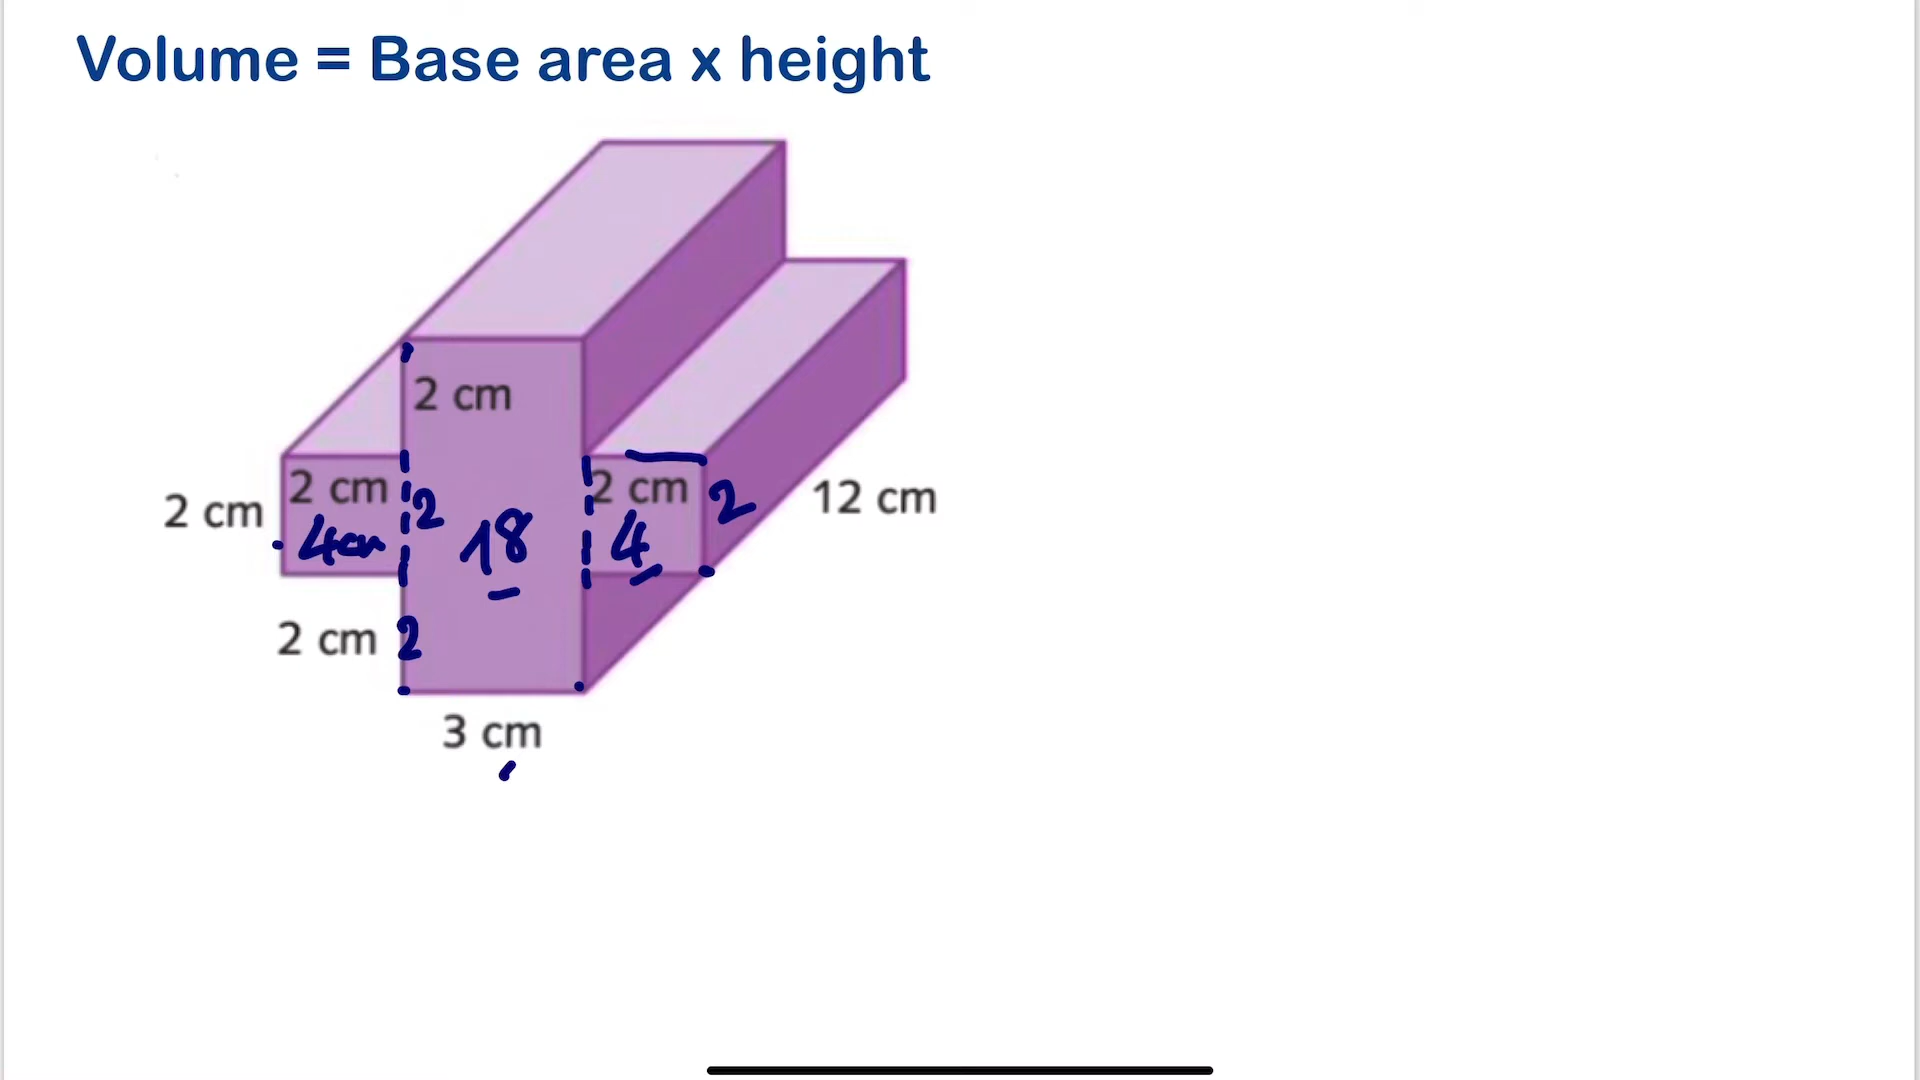 Volume = Base area x height
2 cm
2 cm 2 cm 2 cm 2 12 cm
4cm 2 18 4
2 cm 2
3 cm